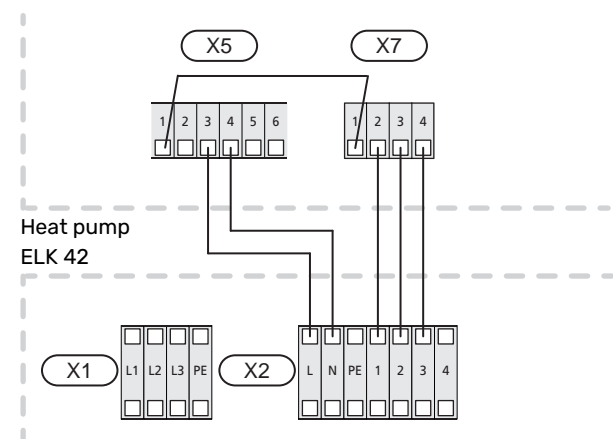 X5 X7
1 2 3 4 5 6 1 2 3 4
Heat pump
ELK 42
X1 L1 L2 L3 PE X2 L N PE 1 2 3 4